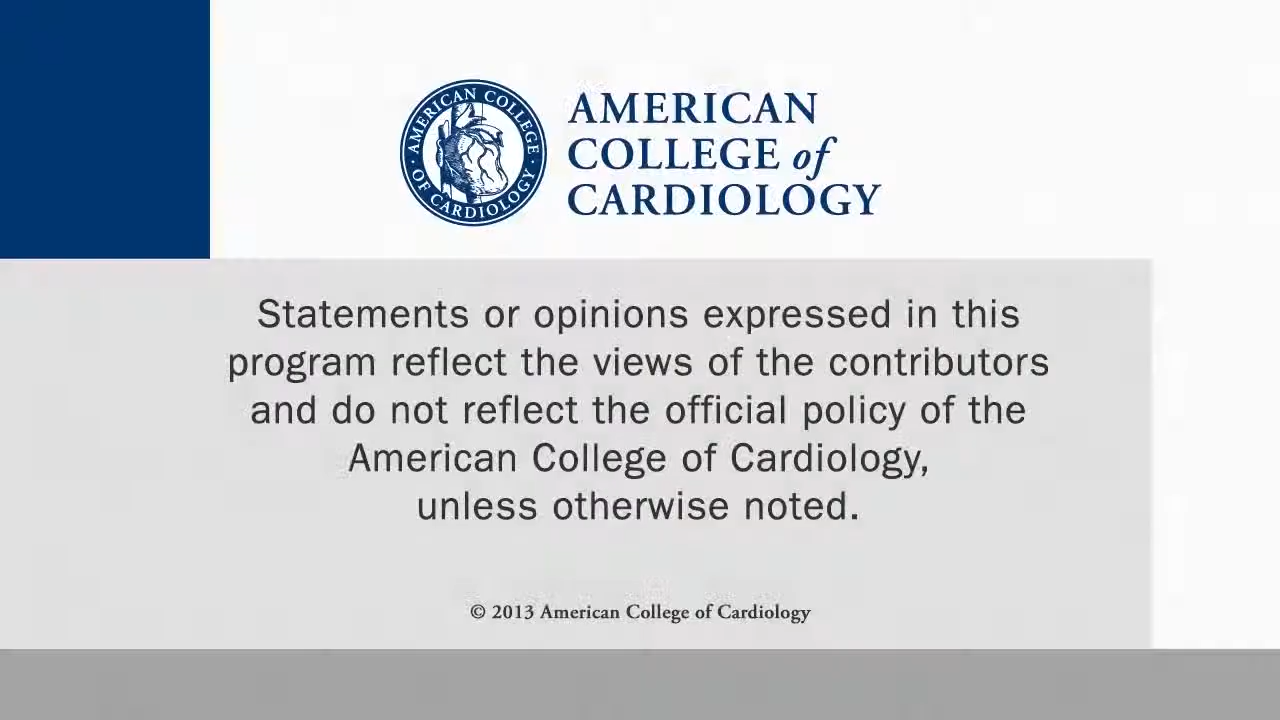 AMERICAN COLLEGE
OF CARDIOLOGY
AMERICAN
COLLEGE of
CARDIOLOGY
Statements or opinions expressed in this
program reflect the views of the contributors
and do not reflect the official policy of the
American College of Cardiology,
unless otherwise noted.
© 2013 American College of Cardiology